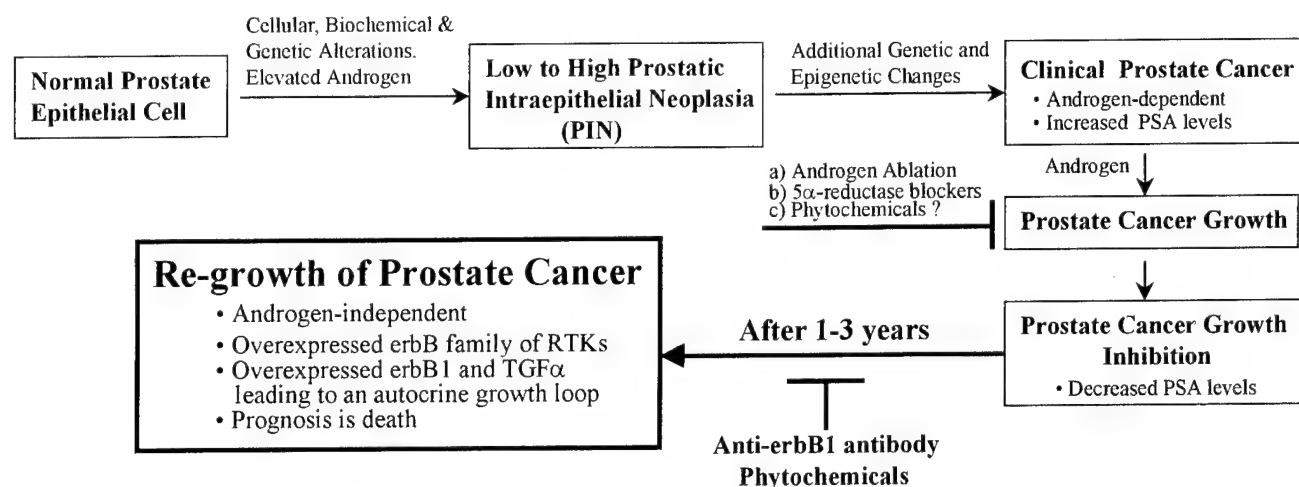 Normal Prostate
Epithelial Cell
Cellular, Biochemical &
Genetic Alterations.
Elevated Androgen
Low to High Prostatic
Intraepithelial Neoplasia
(PIN)
Additional Genetic and
Epigenetic Changes
Clinical Prostate Cancer
• Androgen-dependent
• Increased PSA levels
Androgen
a) Androgen Ablation
b) 5α-reductase blockers
c) Phytochemicals ?
Prostate Cancer Growth
Prostate Cancer Growth
Inhibition
• Decreased PSA levels
After 1-3 years
Anti-erbB1 antibody
Phytochemicals
Re-growth of Prostate Cancer
• Androgen-independent
• Overexpressed erbB family of RTKs
• Overexpressed erbB1 and TGFα
leading to an autocrine growth loop
• Prognosis is death